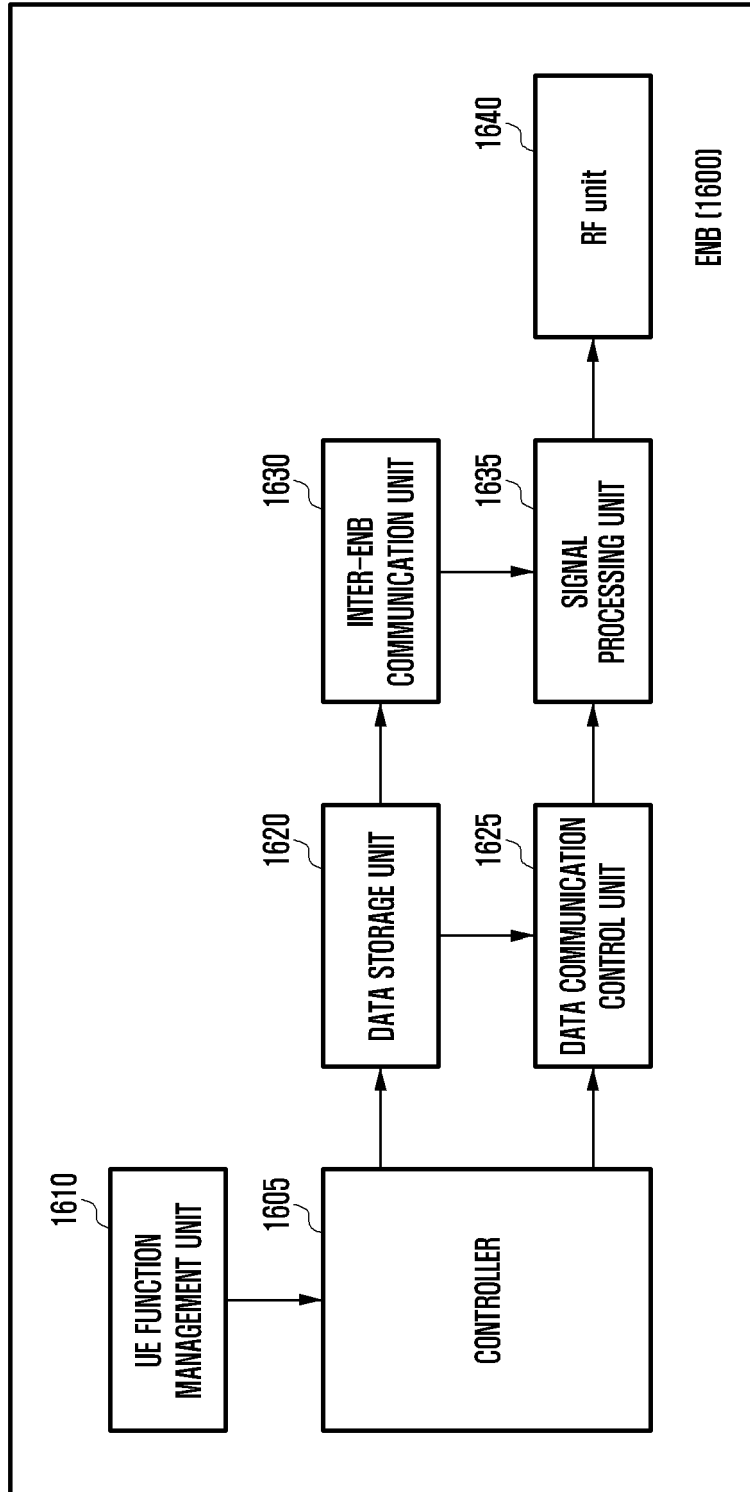 1610
UE FUNCTION
MANAGEMENT UNIT
1605
CONTROLLER
1620
DATA STORAGE UNIT
1625
DATA COMMUNICATION
CONTROL UNIT
1630
INTER-ENB
COMMUNICATION UNIT
1635
SIGNAL
PROCESSING UNIT
1640
RF unit
ENB (1600)